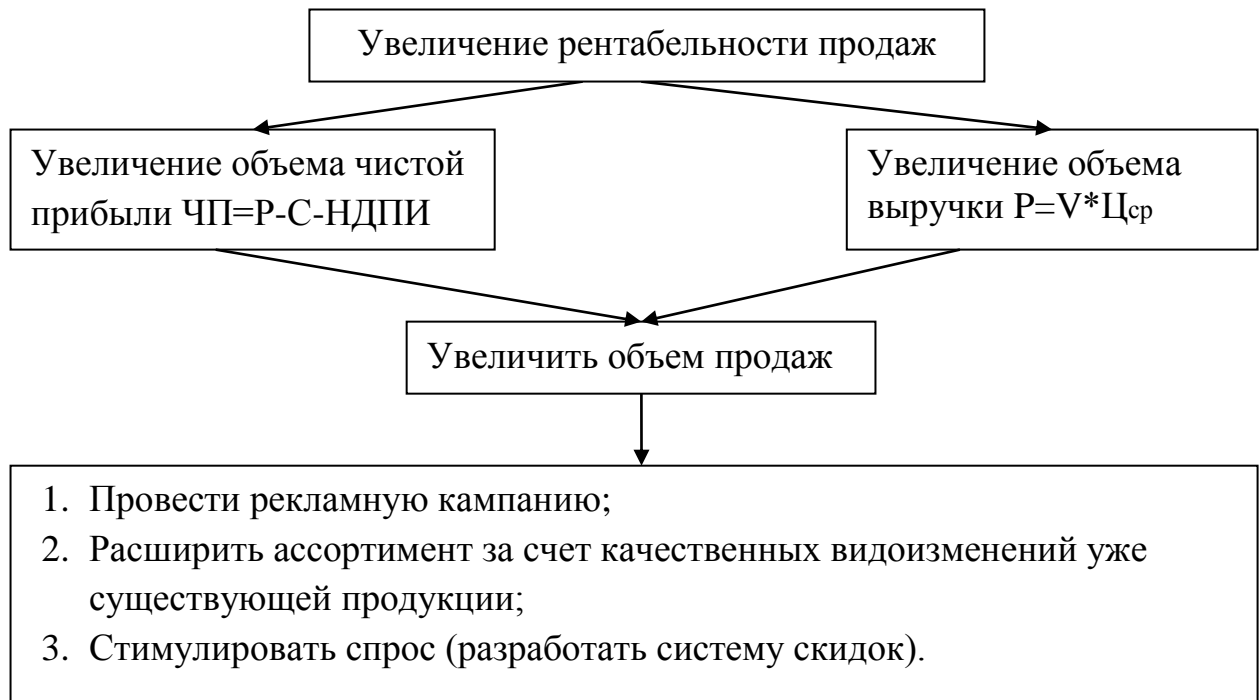 Увеличение рентабельности продаж
Увеличение объема чистой
прибыли ЧП=Р-С-НДПИ
Увеличение объема
выручки Р=V*Цср
Увеличить объем продаж
1. Провести рекламную кампанию;
2. Расширить ассортимент за счет качественных видоизменений уже
существующей продукции;
3. Стимулировать спрос (разработать систему скидок).